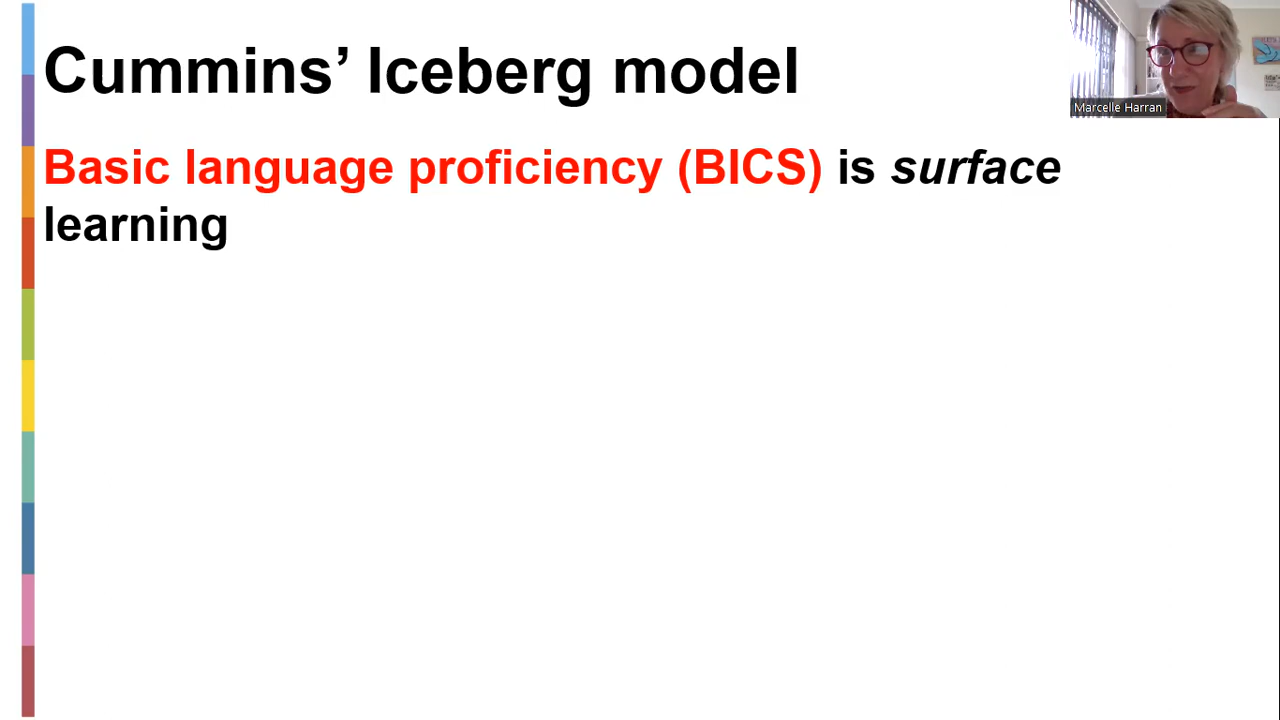 Cummins’ Iceberg model
Marcelle Harran
Basic language proficiency (BICS) is surface
learning